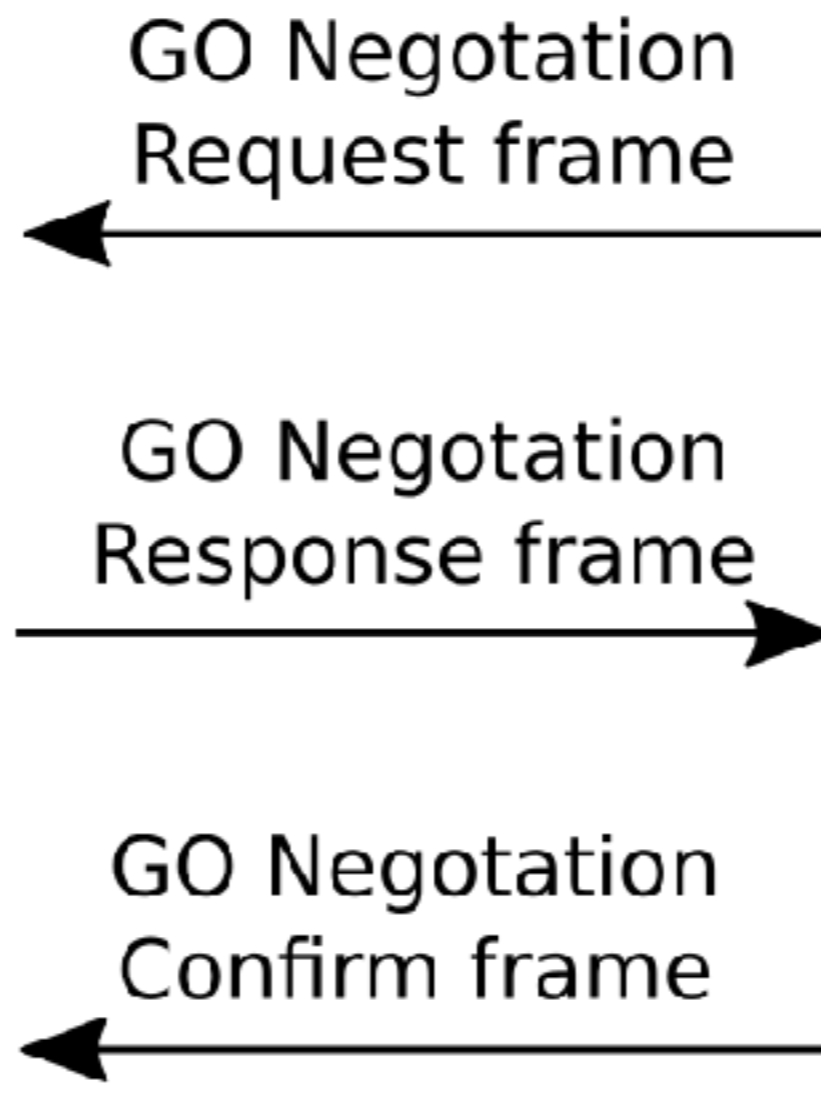 GO Negotation
Request frame
GO Negotation
Response frame
GO Negotation
Confirm frame